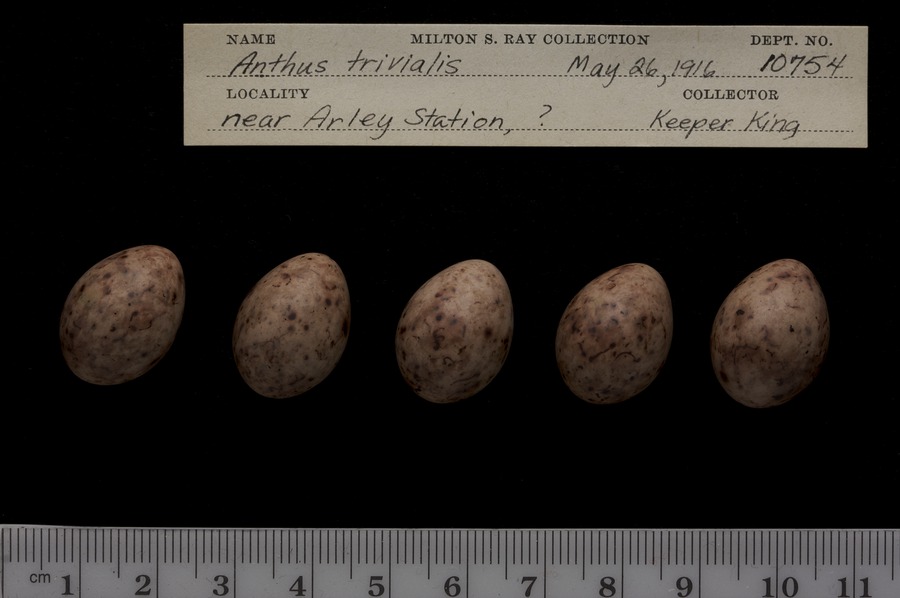 NAME MILTON S. RAY COLLECTION DEPT. NO.
Anthus trivialis May 26, 1916 10754
LOCALITY COLLECTOR
near Arley Station, ? Keeper King
cm 1 2 3 4 5 6 7 8 9 10 11